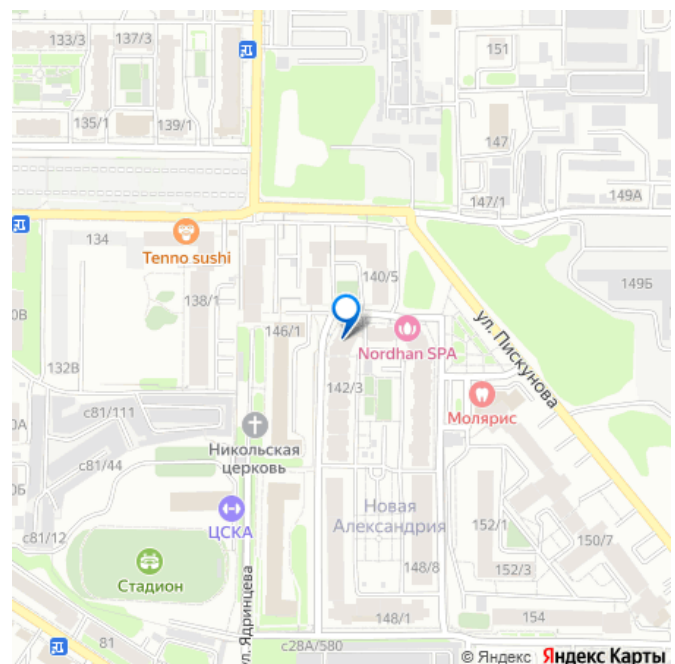 133/3
137/3
151
135/1
139/1
147
147/1
149А
134
Tenno sushi
140/5
149Б
138/1
ул. Пискунова
0В
146/1
Nordhan SPA
132В
142/3
Молярис
с81/111
0А
Никольская
церковь
с81/44
0Б
ЦСКА
Новая
Александрия
152/1
150/7
с81/12
Стадион
148/8
152/3
ул. Ядринцева
148/1
154
81
с28А/580
© Яндекс Яндекс Карты